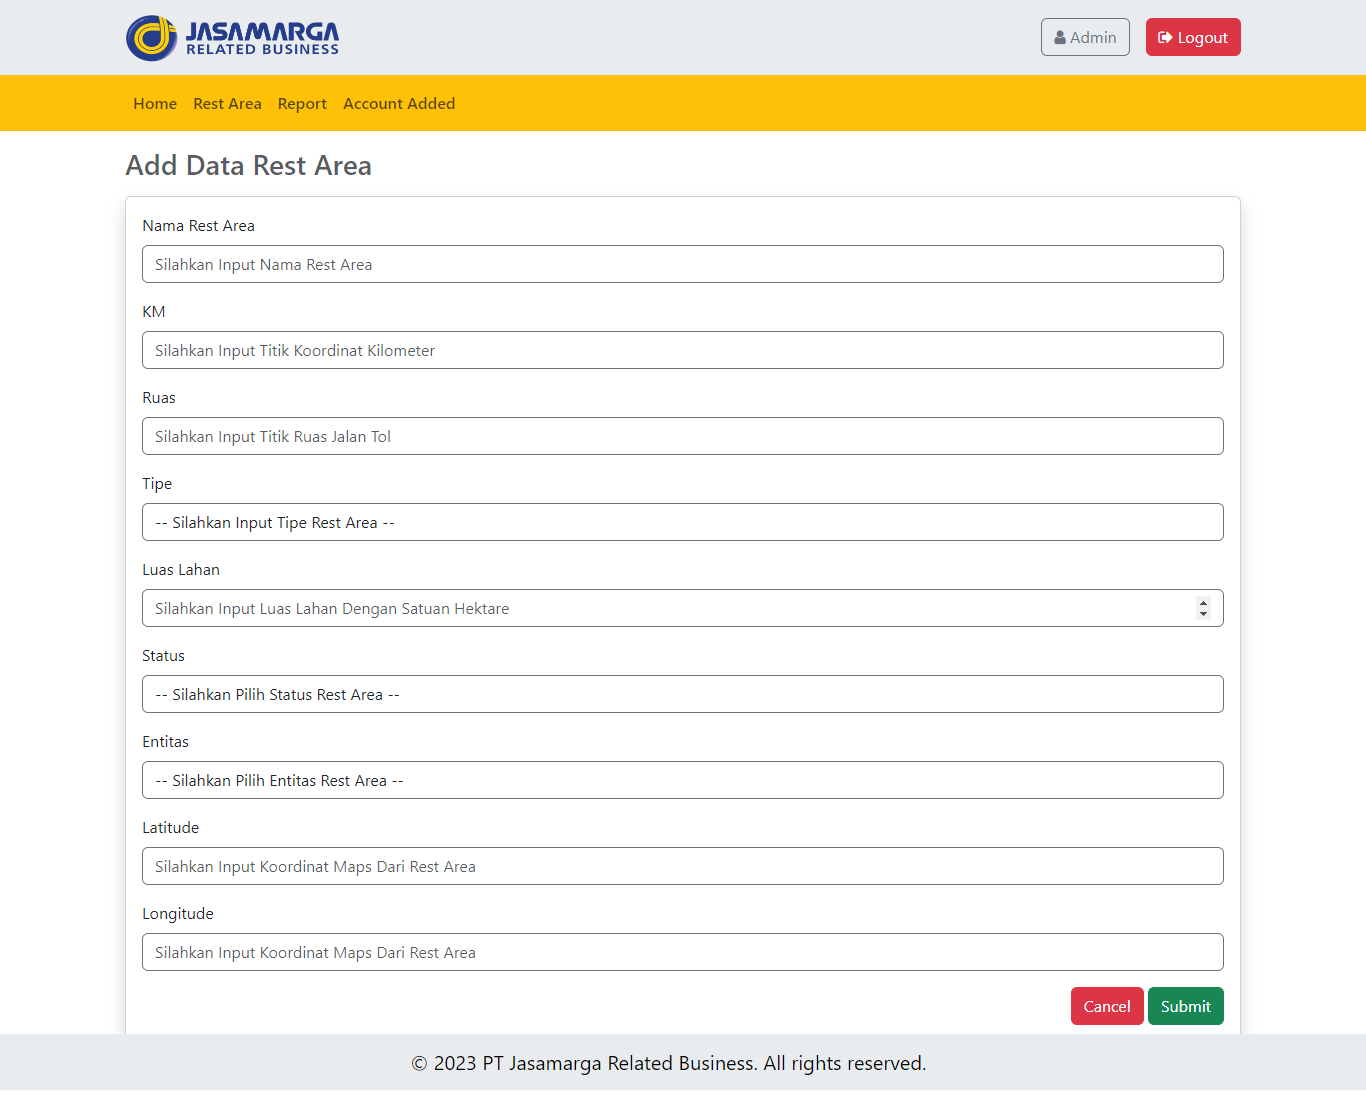 JASAMARGA
RELATED BUSINESS
Admin
Logout
Home Rest Area Report Account Added
Add Data Rest Area
Nama Rest Area
Silahkan Input Nama Rest Area
KM
Silahkan Input Titik Koordinat Kilometer
Ruas
Silahkan Input Titik Ruas Jalan Tol
Tipe
-- Silahkan Input Tipe Rest Area --
Luas Lahan
Silahkan Input Luas Lahan Dengan Satuan Hektare
Status
-- Silahkan Pilih Status Rest Area --
Entitas
-- Silahkan Pilih Entitas Rest Area --
Latitude
Silahkan Input Koordinat Maps Dari Rest Area
Longitude
Silahkan Input Koordinat Maps Dari Rest Area
Cancel Submit
© 2023 PT Jasamarga Related Business. All rights reserved.